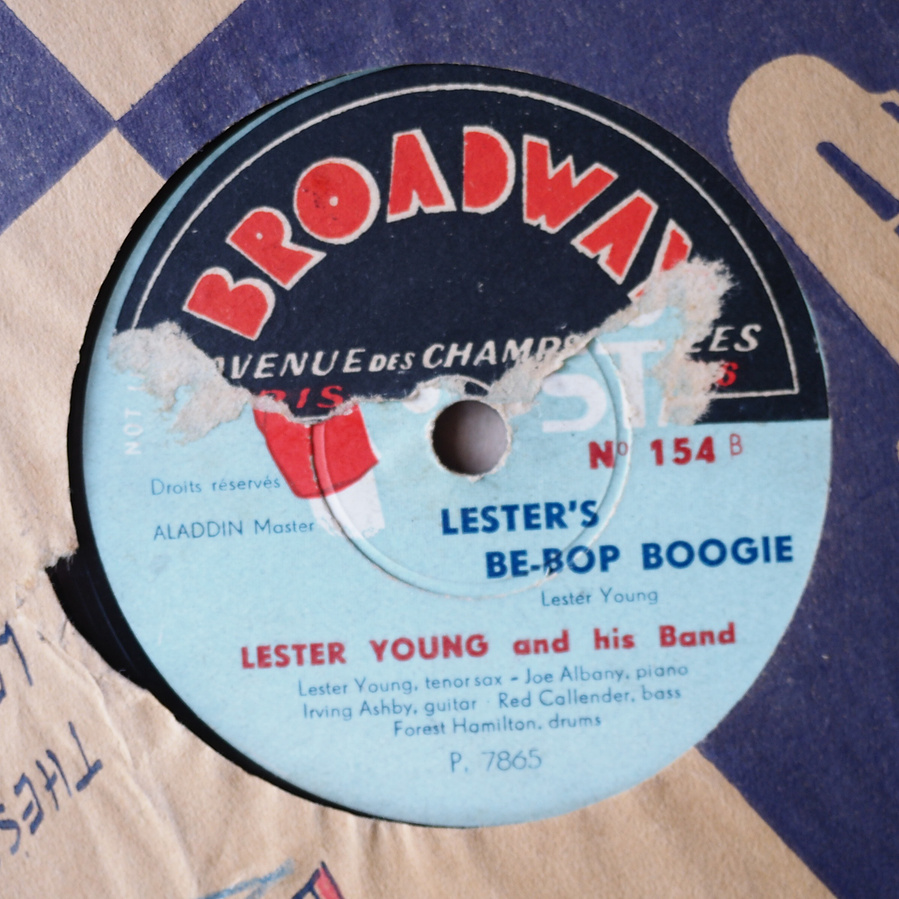 BROADWAY
AVENUE DES CHAMPS
Nº 154 B
Droits réservés
ALADDIN Master
LESTER'S
BE-BOP BOOGIE
Lester Young
LESTER YOUNG and his Band
Lester Young, tenor sax - Joe Albany, piano
Irving Ashby, guitar - Red Callender, bass
Forest Hamilton, drums
P. 7865
NOT
THES